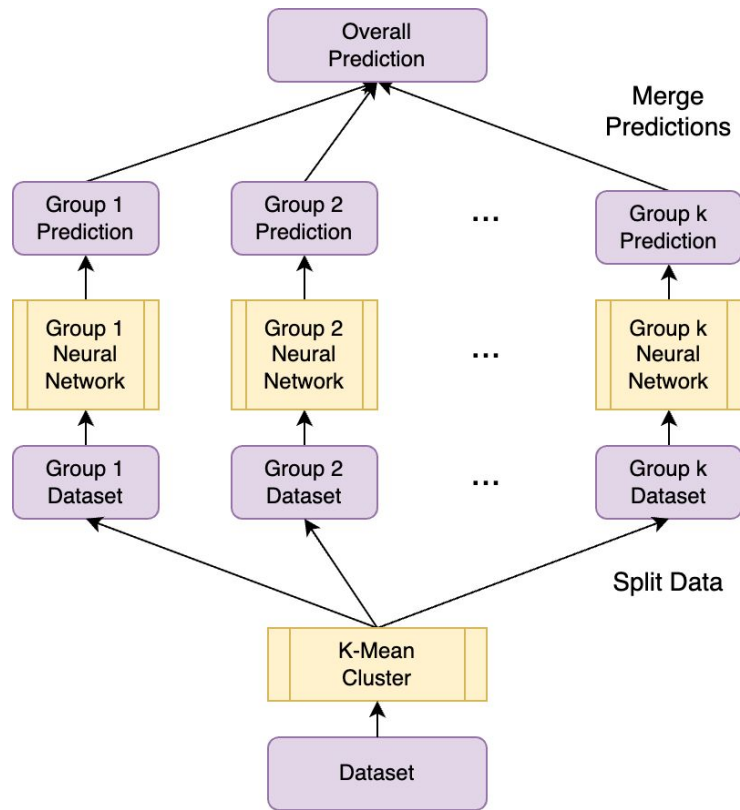 Overall
Prediction
Merge
Predictions
Group 1
Prediction
Group 2
Prediction
...
Group k
Prediction
Group 1
Neural
Network
Group 2
Neural
Network
...
Group k
Neural
Network
Group 1
Dataset
Group 2
Dataset
...
Group k
Dataset
Split Data
K-Mean
Cluster
Dataset